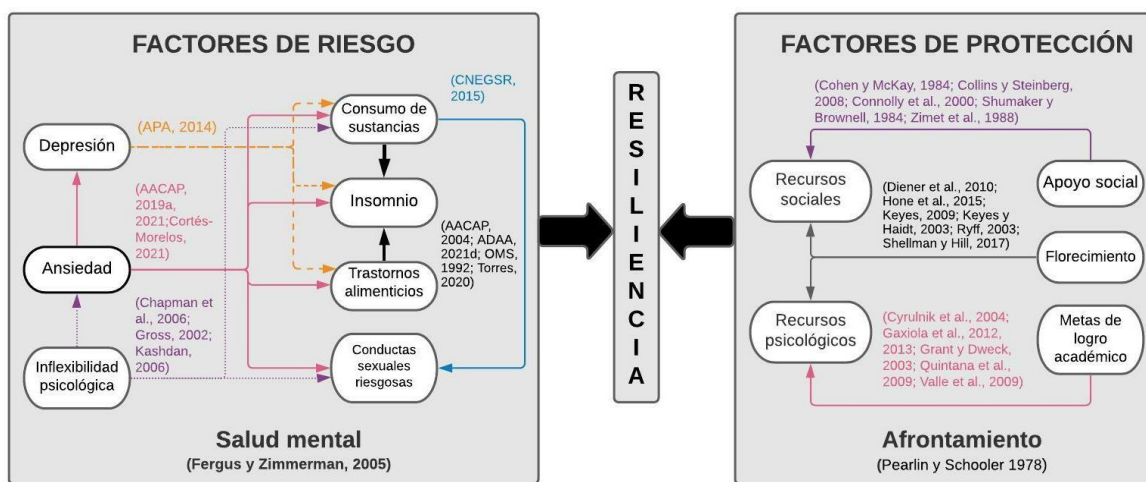 FACTORES DE RIESGO
(CNEGSR,
2015)
Consumo de
sustancias
(APA, 2014)
Depresión
Insomnio
(AACAP,
2019a,
2021;Cortés-
Morelos,
2021)
(AACAP,
2004; ADAA,
2021d; OMS,
1992; Torres,
2020)
Ansiedad
Trastornos
alimenticios
(Chapman et
al., 2006;
Gross, 2002;
Kashdan,
2006)
Inflexibilidad
psicológica
Conductas
sexuales
riesgosas
Salud mental
(Fergus y Zimmerman, 2005)
R
E
S
I
L
I
E
N
C
I
A
FACTORES DE PROTECCIÓN
(Cohen y McKay, 1984; Collins y Steinberg,
2008; Connolly et al., 2000; Shumaker y
Brownell, 1984; Zimet et al., 1988)
Recursos
sociales
Apoyo social
(Diener et al., 2010;
Hone et al., 2015;
Keyes, 2009; Keyes y
Haidt, 2003; Ryff, 2003;
Shellman y Hill, 2017)
Florecimiento
Recursos
psicológicos
(Cyrulnik et al., 2004;
Gaxiola et al., 2012,
2013; Grant y Dweck,
2003; Quintana et al.,
2009; Valle et al., 2009)
Metas de
logro
académico
Afrontamiento
(Pearlin y Schooler 1978)